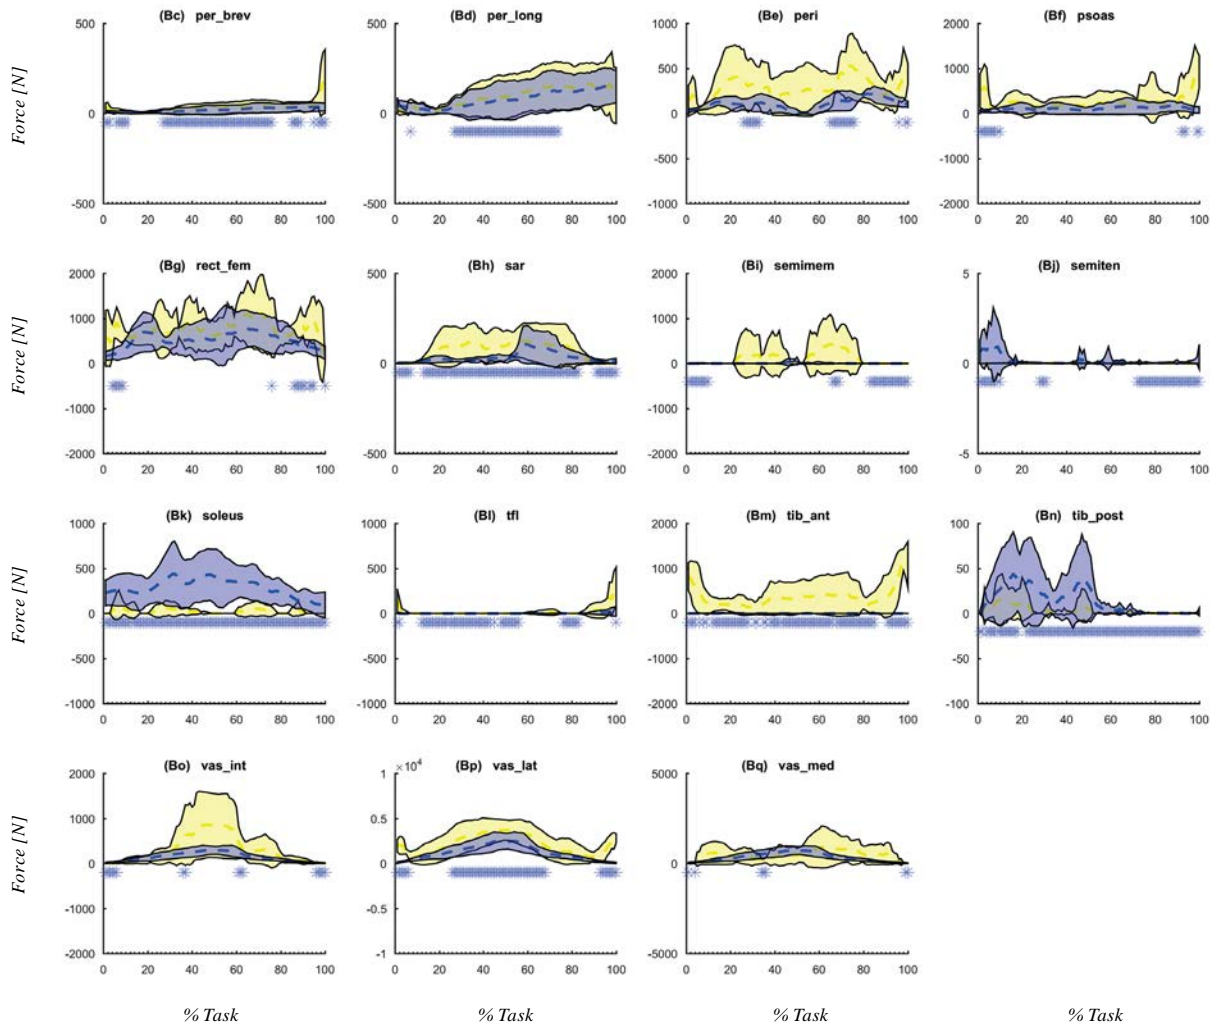 (Bc) per_brev
(Bd) per_long
(Be) peri
(Bf) psoas
Force [N]
500
0
-500
0 20 40 60 80 100
500
0
-500
0 20 40 60 80 100
1000
500
0
-500
-1000
0 20 40 60 80 100
2000
1000
0
-1000
-2000
0 20 40 60 80 100
(Bg) rect_fem
(Bh) sar
(Bi) semimem
(Bj) semiten
Force [N]
2000
1000
0
-1000
-2000
0 20 40 60 80 100
500
0
-500
0 20 40 60 80 100
2000
1000
0
-1000
-2000
0 20 40 60 80 100
5
0
-5
0 20 40 60 80 100
(Bk) soleus
(Bl) tfl
(Bm) tib_ant
(Bn) tib_post
Force [N]
1000
500
0
-500
-1000
0 20 40 60 80 100
1000
500
0
-500
-1000
0 20 40 60 80 100
2000
1000
0
-1000
-2000
0 20 40 60 80 100
100
50
0
-50
-100
0 20 40 60 80 100
(Bo) vas_int
(Bp) vas_lat
(Bq) vas_med
Force [N]
2000
1000
0
-1000
-2000
0 20 40 60 80 100
× 10^4
1
0.5
0
-0.5
-1
0 20 40 60 80 100
5000
0
-5000
0 20 40 60 80 100
% Task
% Task
% Task
% Task